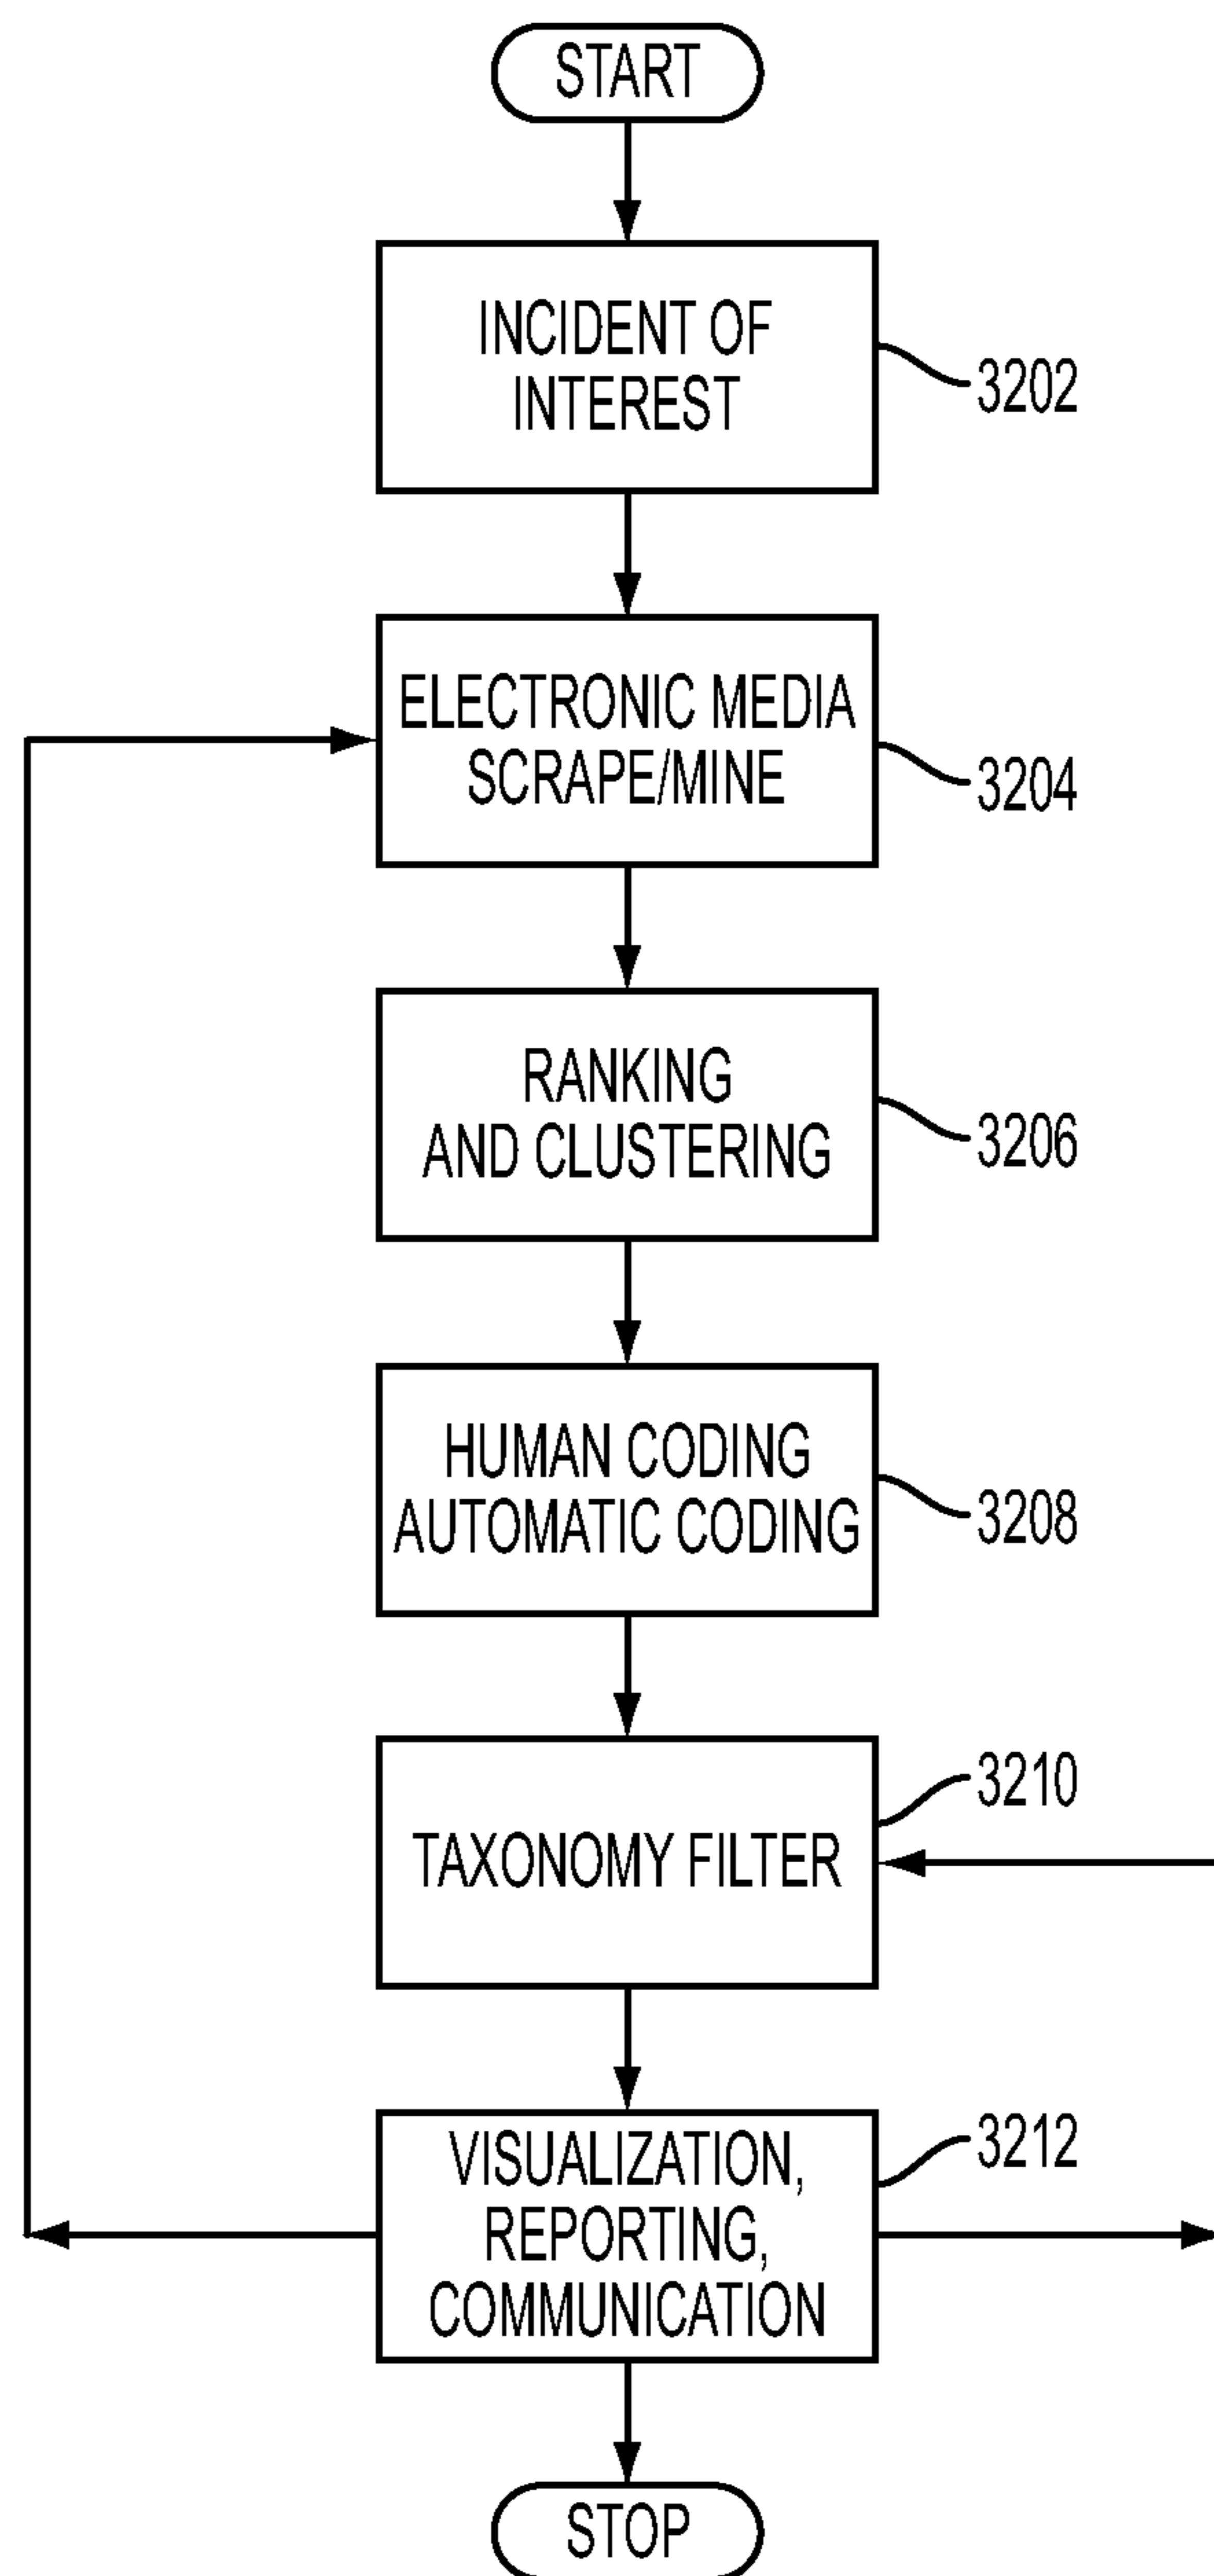 START
INCIDENT OF
INTEREST
3202
ELECTRONIC MEDIA
SCRAPE/MINE
3204
RANKING
AND CLUSTERING
3206
HUMAN CODING
AUTOMATIC CODING
3208
3210
TAXONOMY FILTER
3212
VISUALIZATION,
REPORTING,
COMMUNICATION
STOP